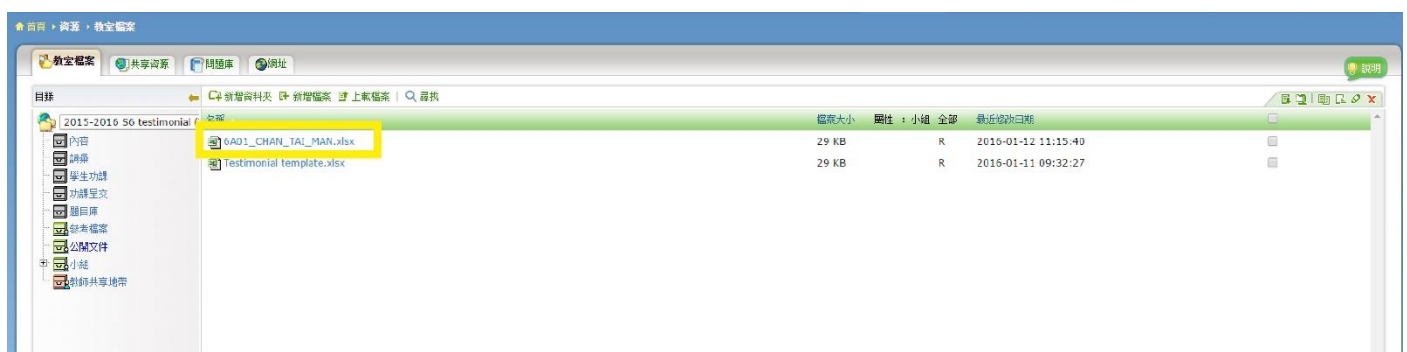 首頁 › 資源 › 教室檔案
教室檔案 共享資源 問題庫 網址
說明
目錄
新增資料夾 新增檔案 上載檔案 | 尋找
2015-2016 S6 testimonial (
名稱 檔案大小 屬性 : 小組 全部 最近修改日期
內容
6A01_CHAN_TAI_MAN.xlsx 29 KB R 2016-01-12 11:15:40
詞彙
Testimonial template.xlsx 29 KB R 2016-01-11 09:32:27
學生功課
功課呈交
題目庫
參考檔案
公開文件
小組
教師共享地帶